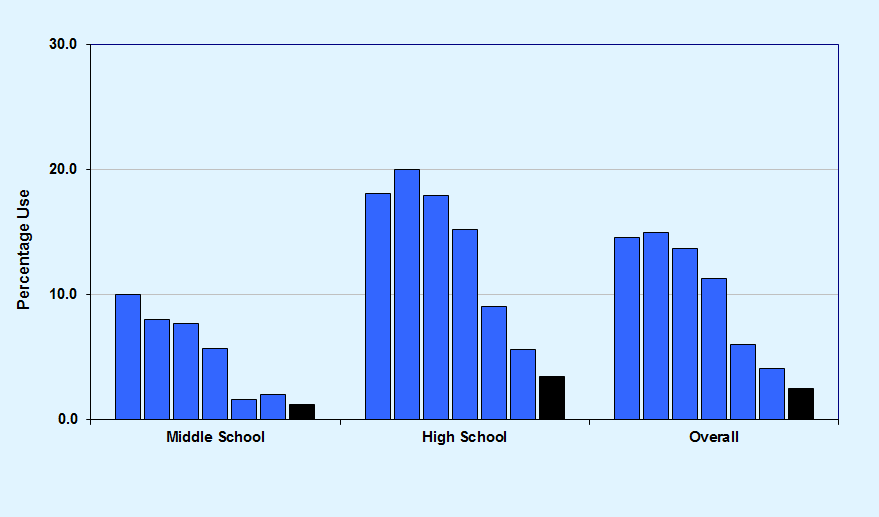 30.0
20.0
10.0
0.0
Percentage Use
Middle School
High School
Overall